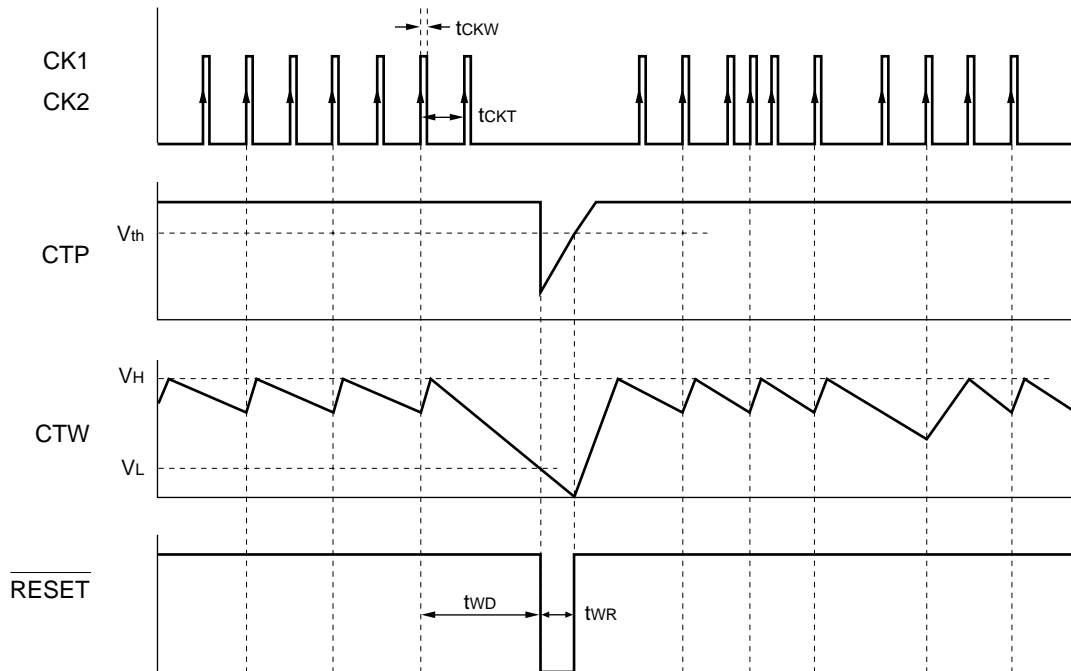 tCKW
CK1
CK2
tCKT
Vth
CTP
VH
CTW
VL
RESET
tWD
tWR